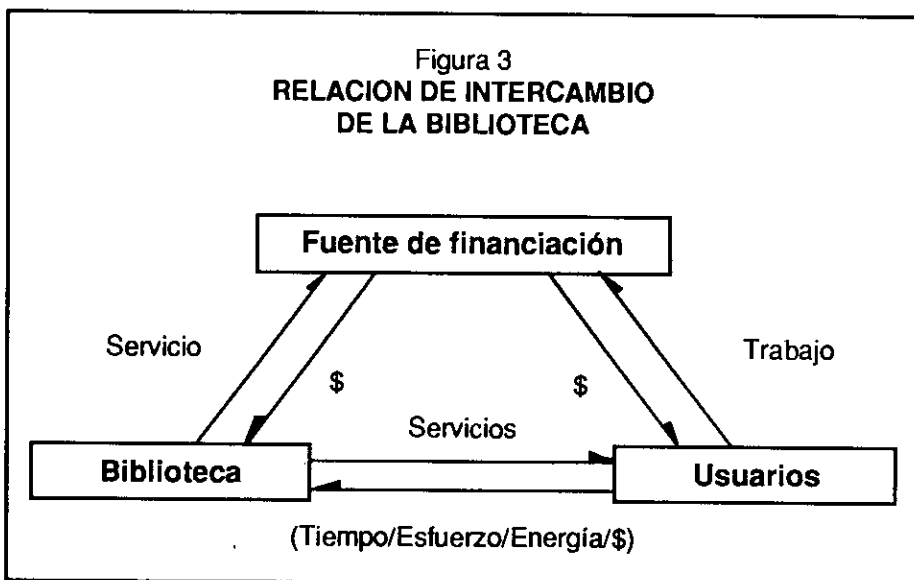 Figura 3
RELACION DE INTERCAMBIO
DE LA BIBLIOTECA
Fuente de financiación
Servicio
Trabajo
$
$
Servicios
Biblioteca
Usuarios
(Tiempo/Esfuerzo/Energía/$)